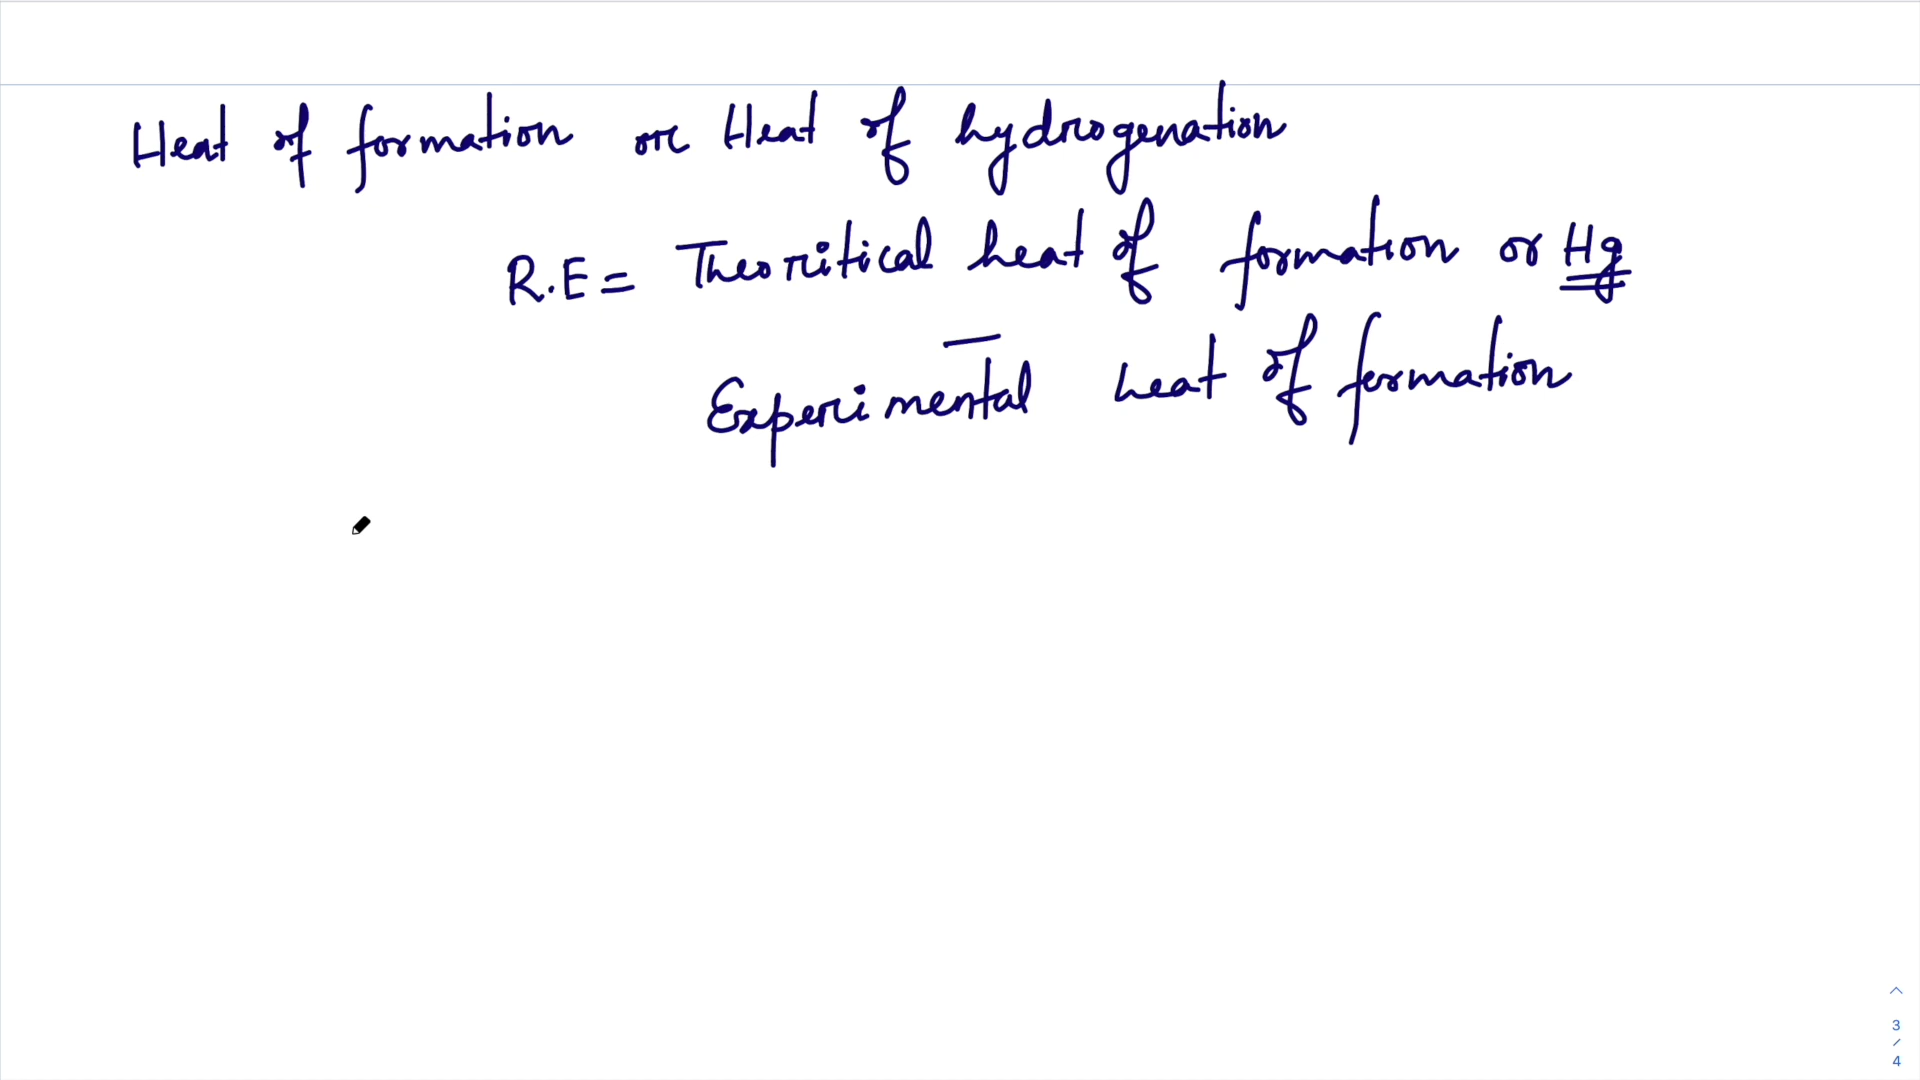 Heat of formation or Heat of hydrogenation
R.E = Theoritical heat of formation or Hg
—
Experimental heat of formation
3
/
4